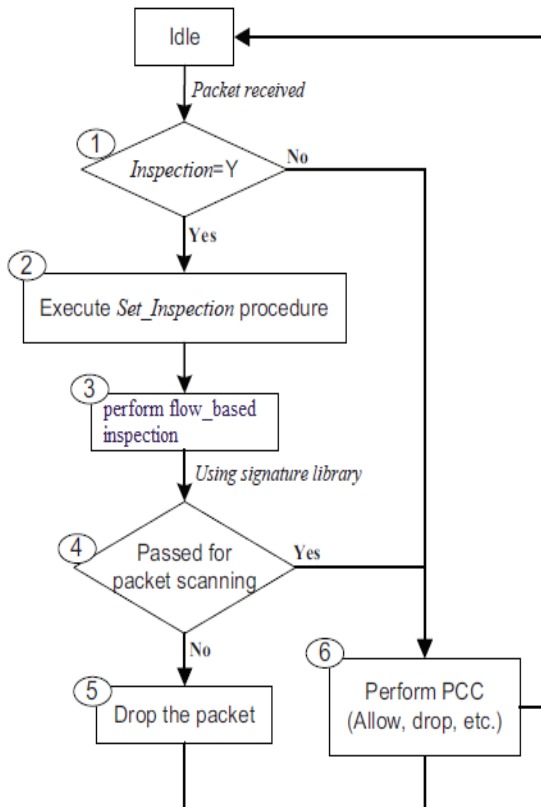 Idle
Packet received
1
Inspection=Y
No
Yes
2
Execute Set_Inspection procedure
3
perform flow_based
inspection
Using signature library
4
Passed for
packet scanning
Yes
No
5
Drop the packet
6
Perform PCC
(Allow, drop, etc.)